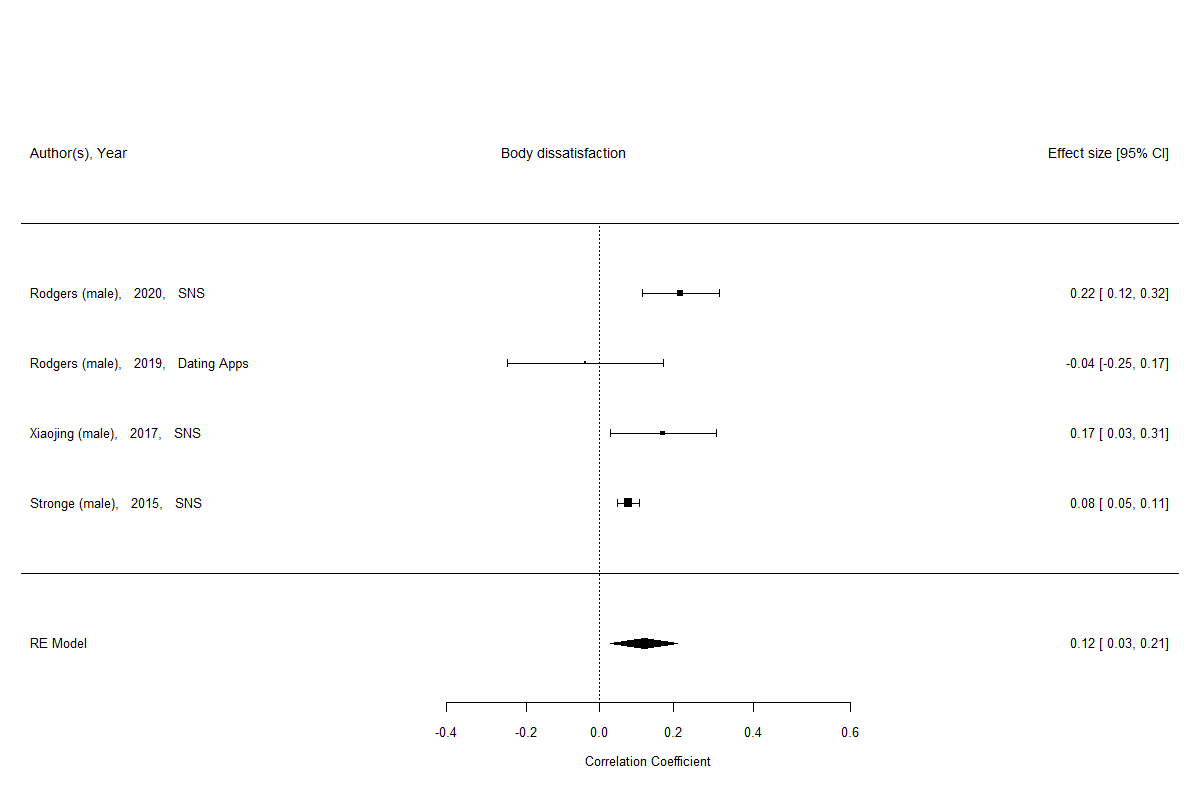 Author(s), Year Body dissatisfaction Effect size [95% CI]
Rodgers (male), 2020, SNS 0.22 [ 0.12, 0.32]
Rodgers (male), 2019, Dating Apps -0.04 [-0.25, 0.17]
Xiaojing (male), 2017, SNS 0.17 [ 0.03, 0.31]
Stronge (male), 2015, SNS 0.08 [ 0.05, 0.11]
RE Model 0.12 [ 0.03, 0.21]
-0.4 -0.2 0.0 0.2 0.4 0.6
Correlation Coefficient